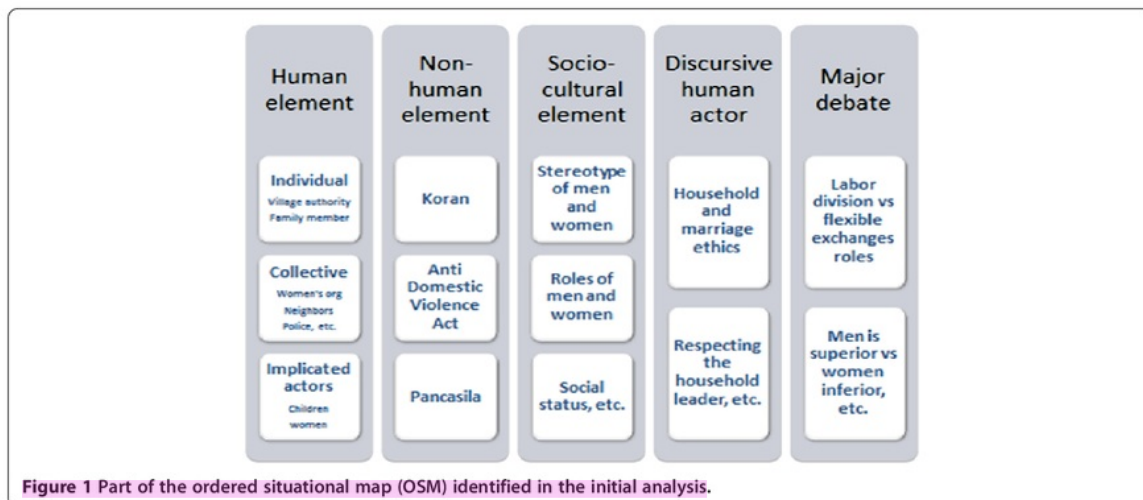 Human
element
Individual
Village authority
Family member
Collective
Women's org
Neighbors
Police, etc.
Implicated
actors
Children
women
Non-
human
element
Koran
Anti
Domestic
Violence
Act
Pancasila
Socio-
cultural
element
Stereotype
of men
and
women
Roles of
men and
women
Social
status, etc.
Discursive
human
actor
Household
and
marriage
ethics
Respecting
the
household
leader, etc.
Major
debate
Labor
division vs
flexible
exchanges
roles
Men is
superior vs
women
inferior,
etc.
Figure 1 Part of the ordered situational map (OSM) identified in the initial analysis.